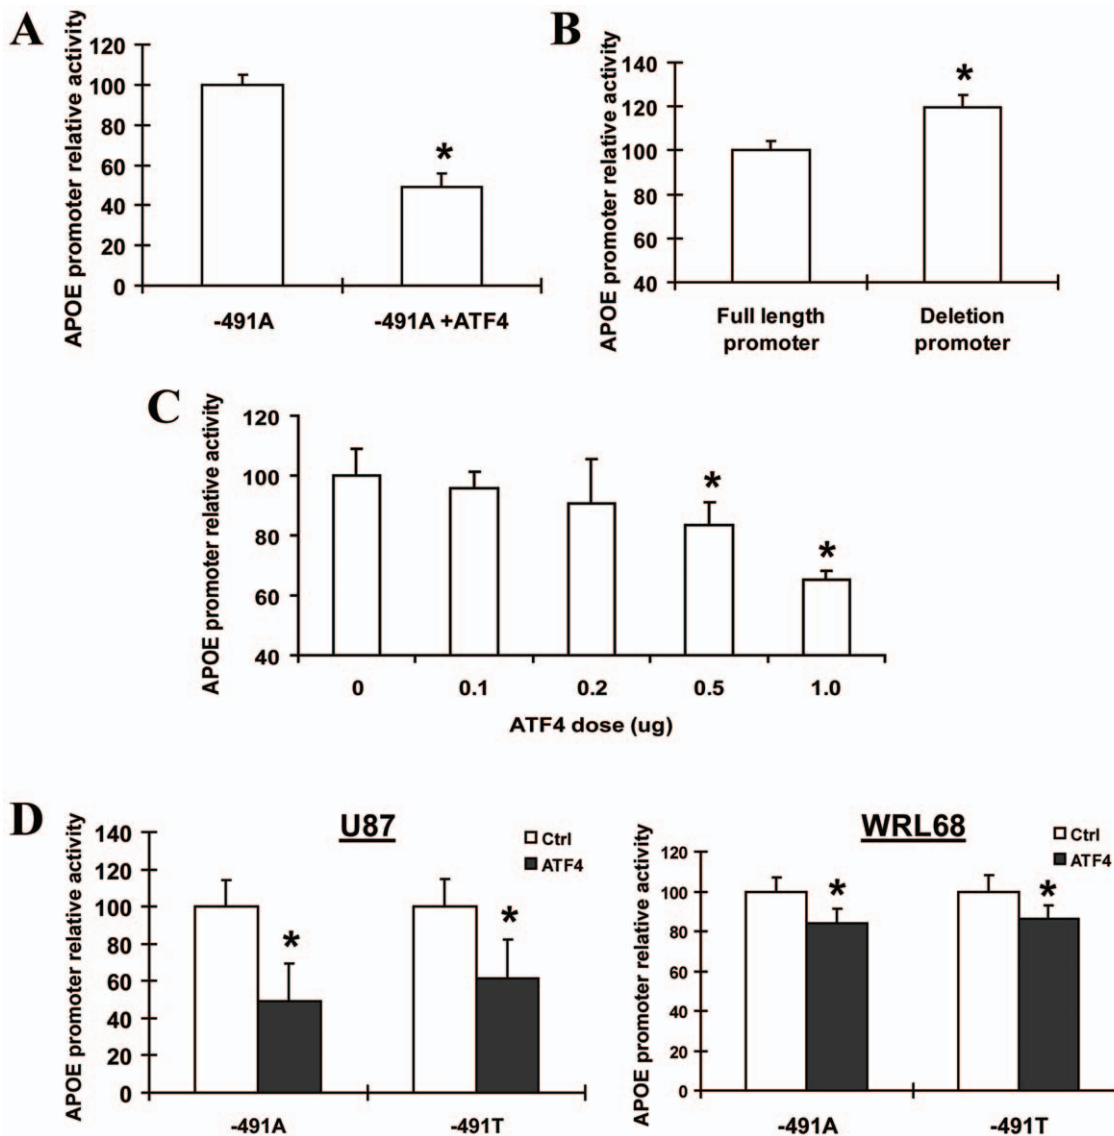 A
APOE promoter relative activity
120
100
80
60
40
20
0
*
-491A
-491A +ATF4
B
APOE promoter relative activity
140
120
100
80
60
40
*
Full length
promoter
Deletion
promoter
C
APOE promoter relative activity
120
100
80
60
40
*
*
0
0.1
0.2
0.5
1.0
ATF4 dose (ug)
D
U87
Ctrl
ATF4
APOE promoter relative activity
140
120
100
80
60
40
20
0
*
*
-491A
-491T
WRL68
Ctrl
ATF4
APOE promoter relative activity
120
100
80
60
40
20
0
*
*
-491A
-491T